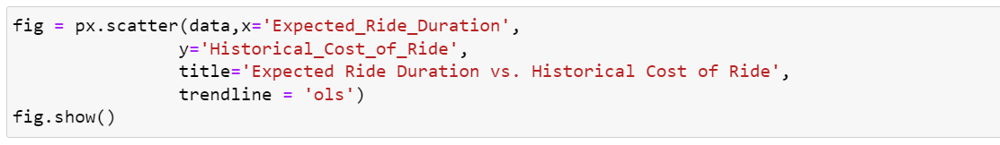 fig = px.scatter(data,x='Expected_Ride_Duration',
                 y='Historical_Cost_of_Ride',
                 title='Expected Ride Duration vs. Historical Cost of Ride',
                 trendline = 'ols')
fig.show()